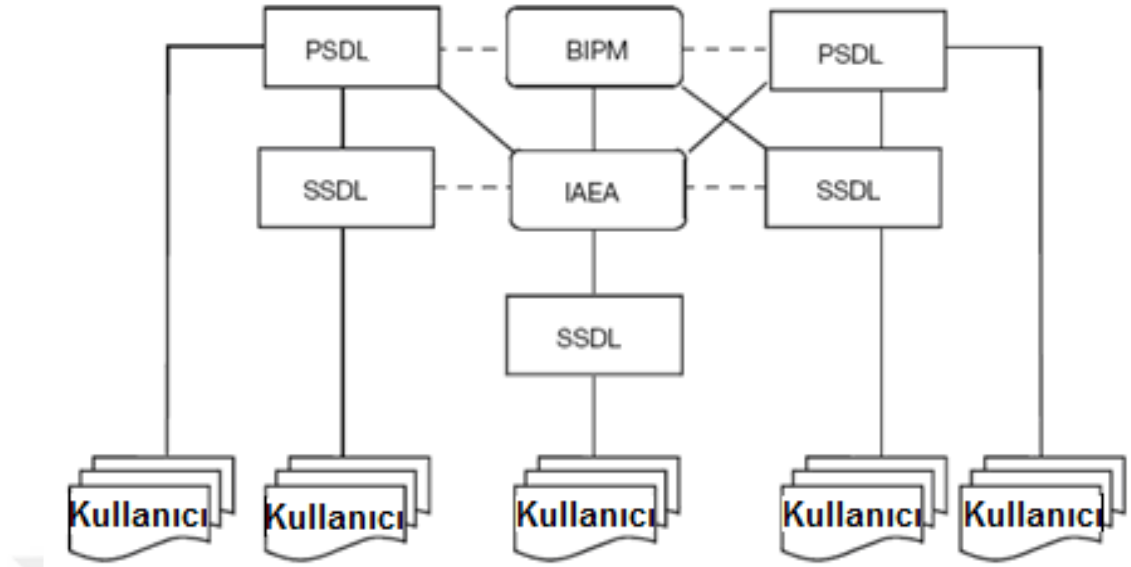 PSDL
BIPM
PSDL
SSDL
IAEA
SSDL
SSDL
Kullanıcı
Kullanıcı
Kullanıcı
Kullanıcı
Kullanıcı